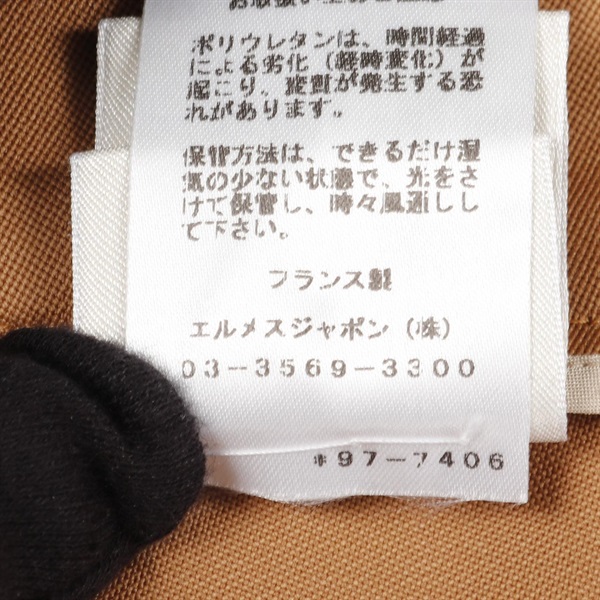 ポリウレタンは、時間経過
による劣化(経時変化)が
起こり、変質が発生する恐
れがあります。
保管方法は、できるだけ湿
気の少ない状態で、光をさ
けて保管し、時々風通しし
て下さい。
フランス製
エルメスジャポン(株)
03-3569-3300
*97-7406